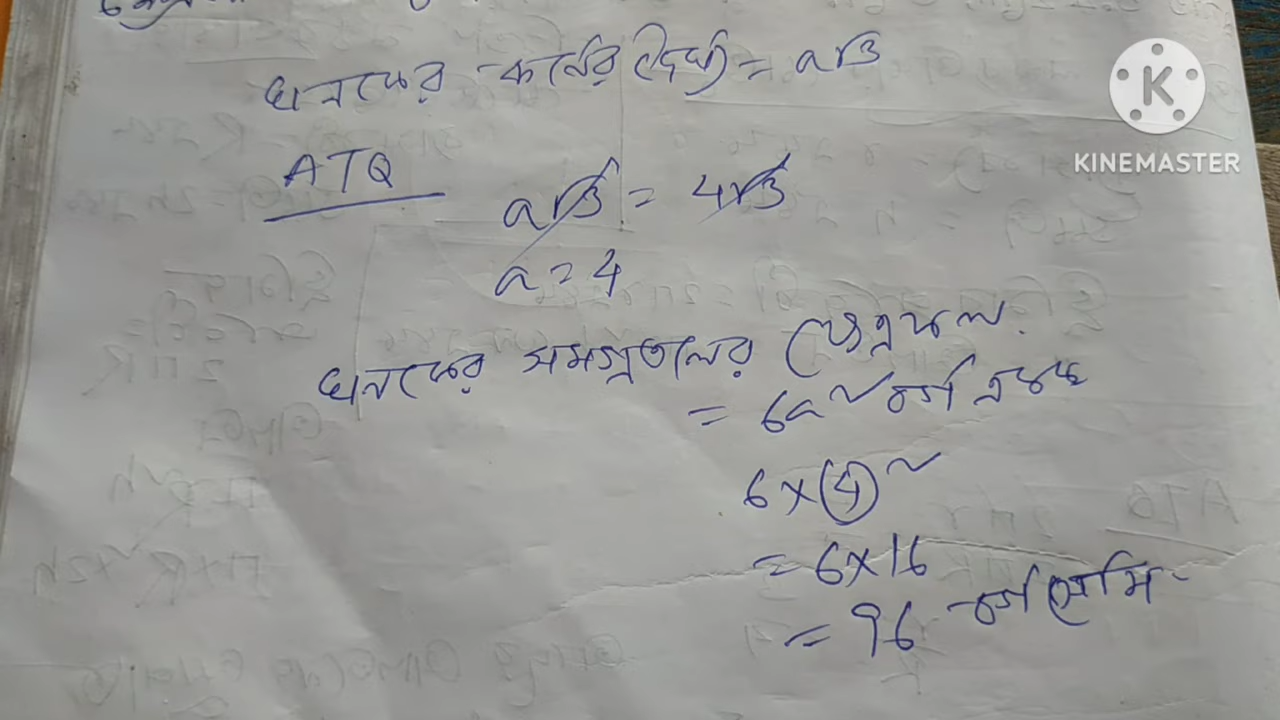 ঘনকের কর্ণের দৈর্ঘ্য = a√3
ATQ
a√3 = 4√3
a = 4
ঘনকের সমগ্রতলের ক্ষেত্রফল.
= 6a² বর্গ একক
6×(4)²
= 6×16
= 96 বর্গ সেমি
KINEMASTER